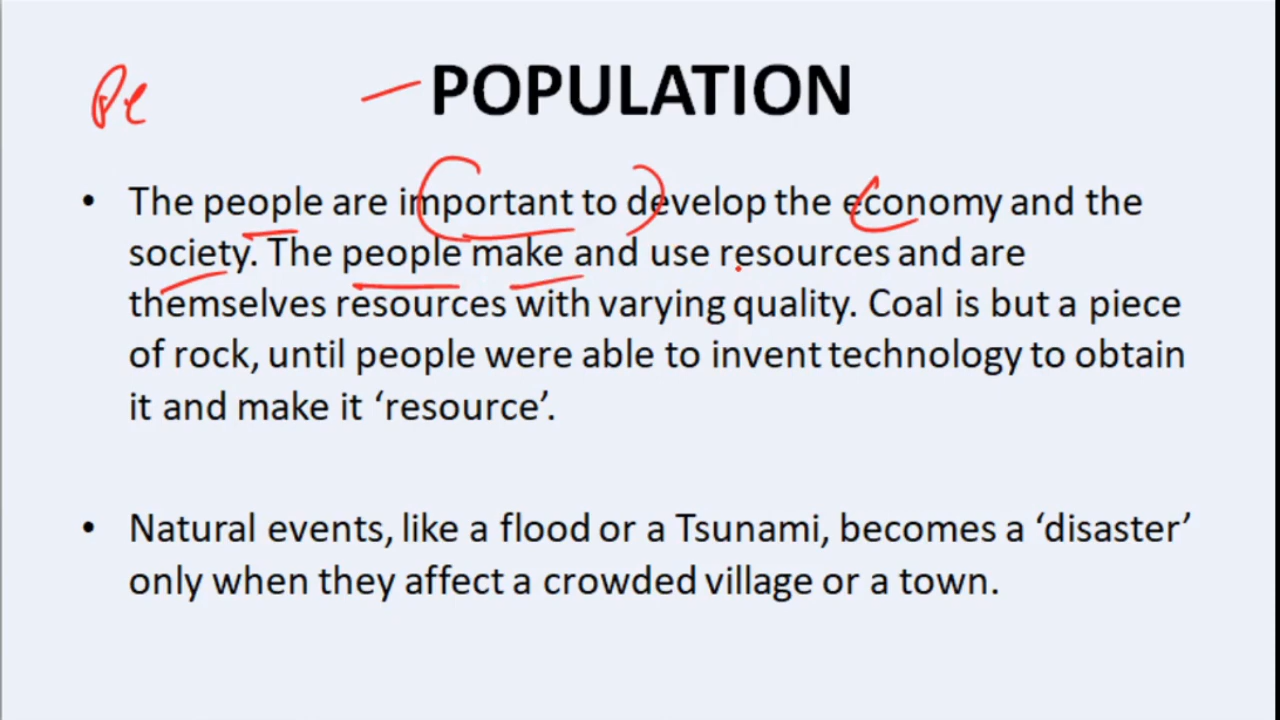 Pe
POPULATION
• The people are important to develop the economy and the
society. The people make and use resources and are
themselves resources with varying quality. Coal is but a piece
of rock, until people were able to invent technology to obtain
it and make it ‘resource’.
• Natural events, like a flood or a Tsunami, becomes a ‘disaster’
only when they affect a crowded village or a town.